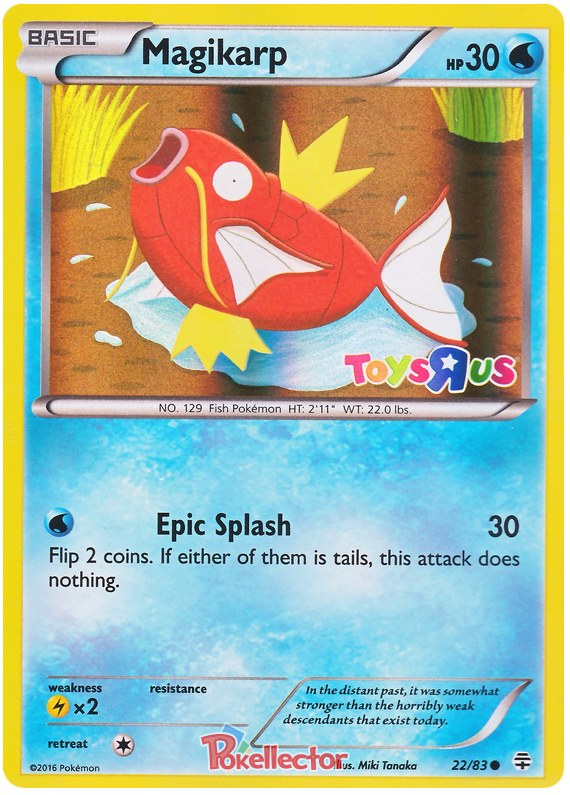 BASIC
Magikarp
HP 30
TOYS R US
NO. 129 Fish Pokémon HT: 2'11" WT: 22.0 lbs.
Epic Splash 30
Flip 2 coins. If either of them is tails, this attack does
nothing.
weakness resistance
×2
In the distant past, it was somewhat
stronger than the horribly weak
descendants that exist today.
retreat
©2016 Pokémon
Pokellector
Illus. Miki Tanaka
22/83